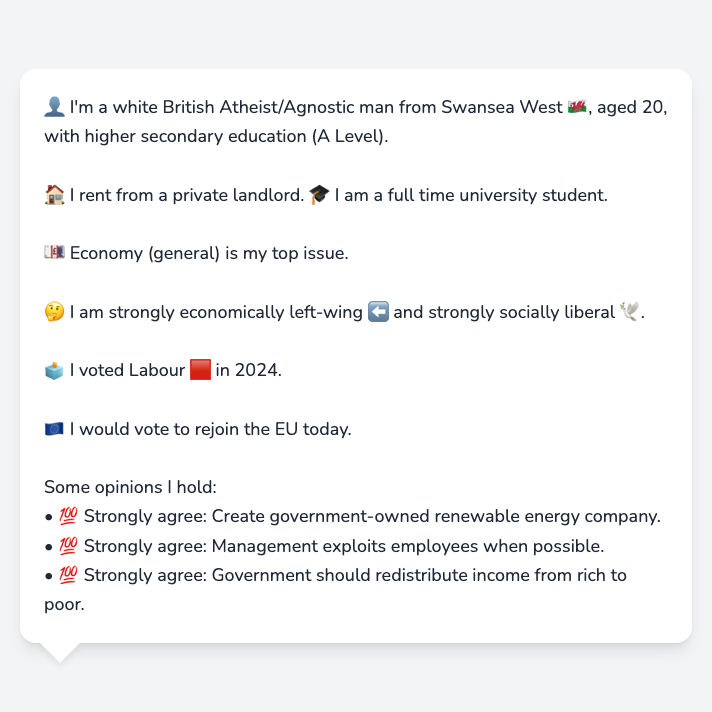 👤 I'm a white British Atheist/Agnostic man from Swansea West 🏴󠁧󠁢󠁷󠁬󠁳󠁿, aged 20,
with higher secondary education (A Level).
🏠 I rent from a private landlord. 🎓 I am a full time university student.
💷 Economy (general) is my top issue.
🤔 I am strongly economically left-wing ⬅️ and strongly socially liberal 🕊️.
🗳️ I voted Labour 🟥 in 2024.
🇪🇺 I would vote to rejoin the EU today.
Some opinions I hold:
• 💯 Strongly agree: Create government-owned renewable energy company.
• 💯 Strongly agree: Management exploits employees when possible.
• 💯 Strongly agree: Government should redistribute income from rich to
poor.